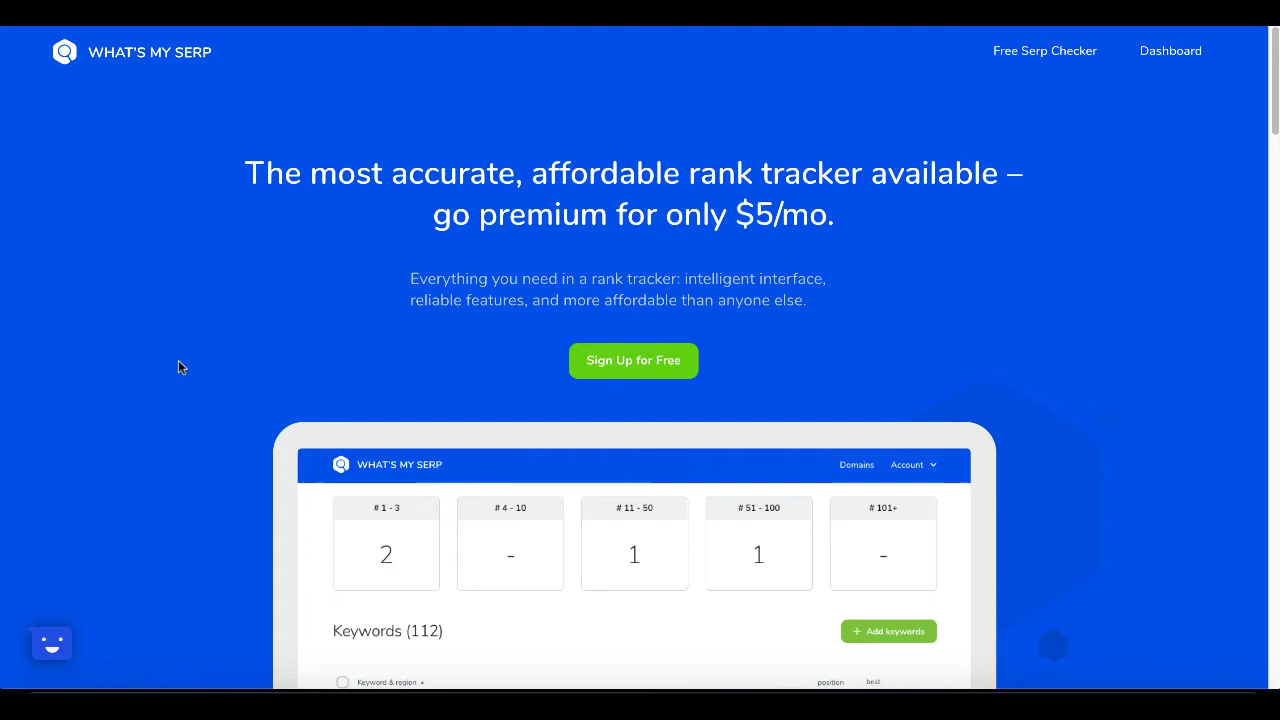 WHAT'S MY SERP
Free Serp Checker
Dashboard
The most accurate, affordable rank tracker available –
go premium for only $5/mo.
Everything you need in a rank tracker: intelligent interface,
reliable features, and more affordable than anyone else.
Sign Up for Free
WHAT'S MY SERP
Domains
Account
# 1 - 3
# 4 - 10
# 11 - 50
# 51 - 100
# 101+
2
-
1
1
-
Keywords (112)
+ Add keywords
Keyword & region
position
best